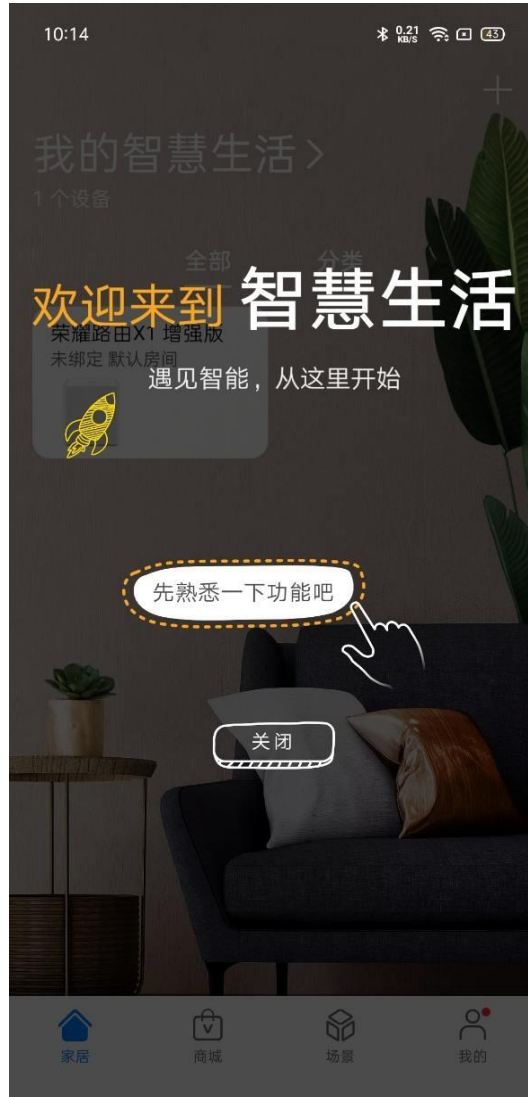 10:14
0.21
KB/S
43
我的智慧生活>
1 个设备
全部 分类
欢迎来到 智慧生活
荣耀路由X1 增强版
未绑定 默认房间
遇见智能，从这里开始
先熟悉一下功能吧
关闭
家居 商城 场景 我的